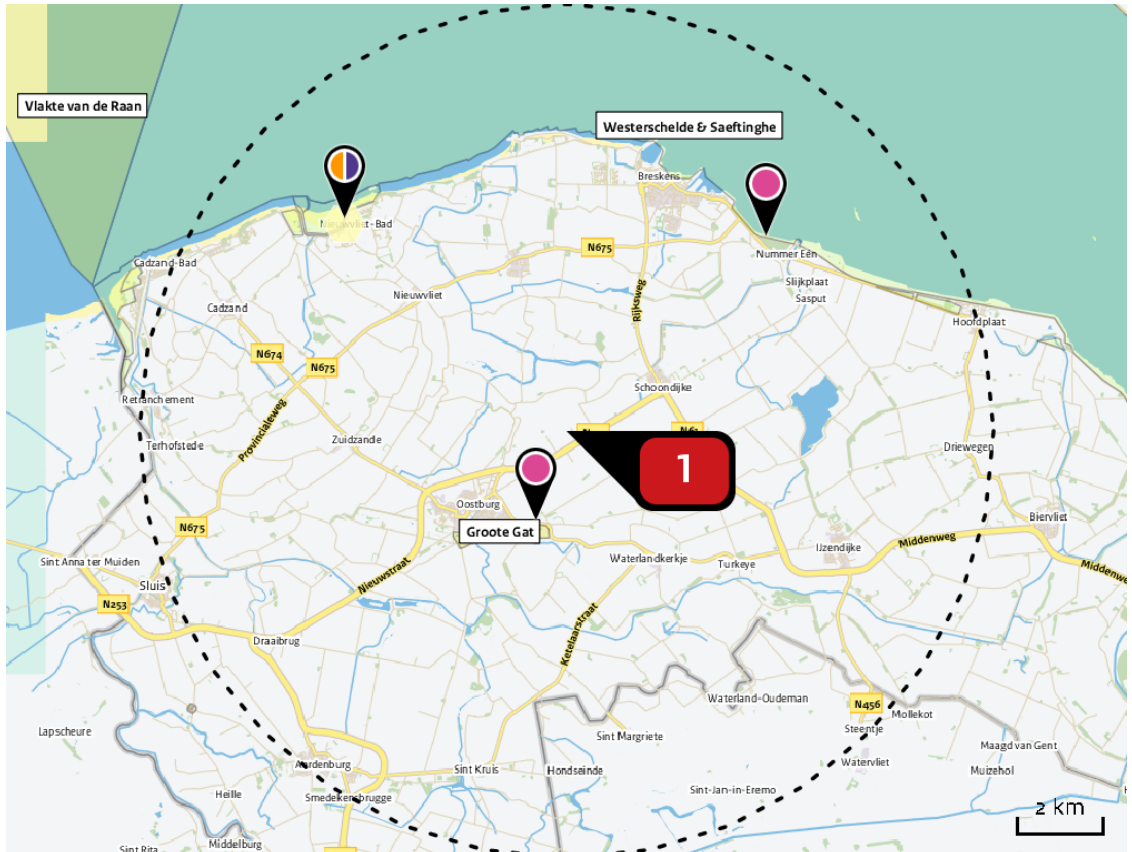 Vlakte van de Raan
Westerschelde & Saeftinghe
Breskens
Nieuwvliet-Bad
N675
Nummer Eén
Cadzand-Bad
Slijkplaat
Sasput
Nieuwvliet
Cadzand
Rijksweg
Hoofdplaat
N674
N675
Schoondijke
Retranchement
Provincialeweg
Zuidzande
Terhofstede
Driewegen
1
Oostburg
Groote Gat
N675
Biervliet
Middenweg
Middenweg
IJzendijke
Waterlandkerkje
Turkeye
Sint Anna ter Muiden
Sluis
Nieuwstraat
N253
Ketelaarstraat
Draaibrug
Waterland-Oudeman
N456
Mollekot
Steentje
Lapscheure
Sint Margriete
Maagd van Gent
Watervliet
Aardenburg
Sint Kruis
Hondseinde
Muizehol
Sint-Jan-in-Eremo
Heille
Smedekensbrugge
2 km
Middelburg
Sint Rita